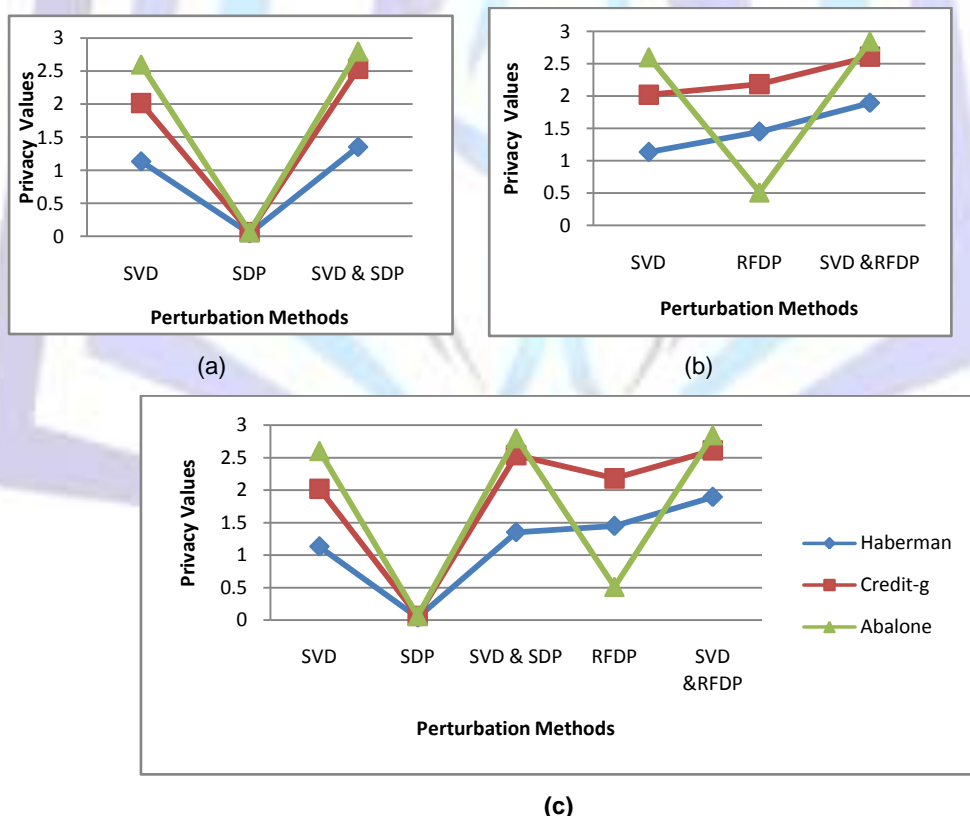 3
2.5
2
1.5
1
0.5
0
Privacy Values
SVD SDP SVD & SDP
Perturbation Methods
(a)
3
2.5
2
1.5
1
0.5
0
Privacy Values
SVD RFDP SVD &RFDP
Perturbation Methods
(b)
3
2.5
2
1.5
1
0.5
0
Privacy Values
SVD SDP SVD & SDP RFDP SVD
&RFDP
Perturbation Methods
Haberman
Credit-g
Abalone
(c)